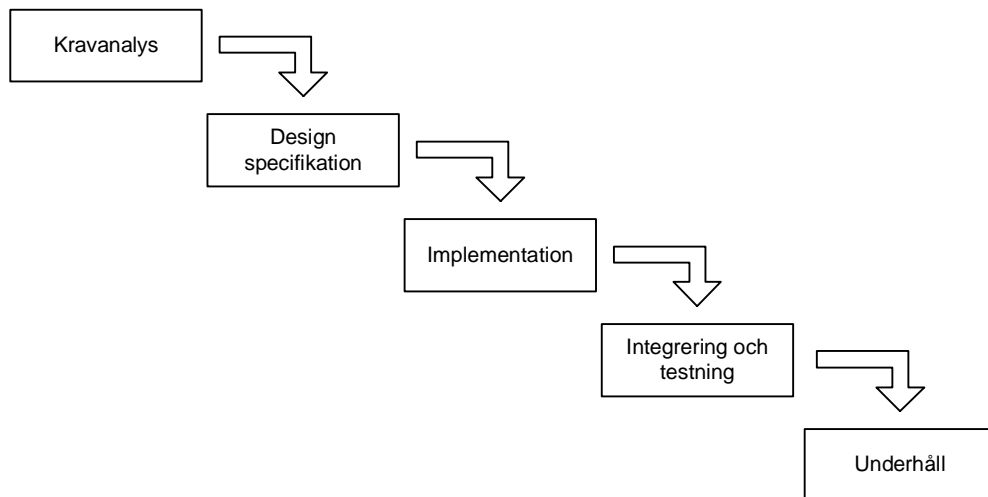 Kravanalys
Design
specifikation
Implementation
Integrering och
testning
Underhåll